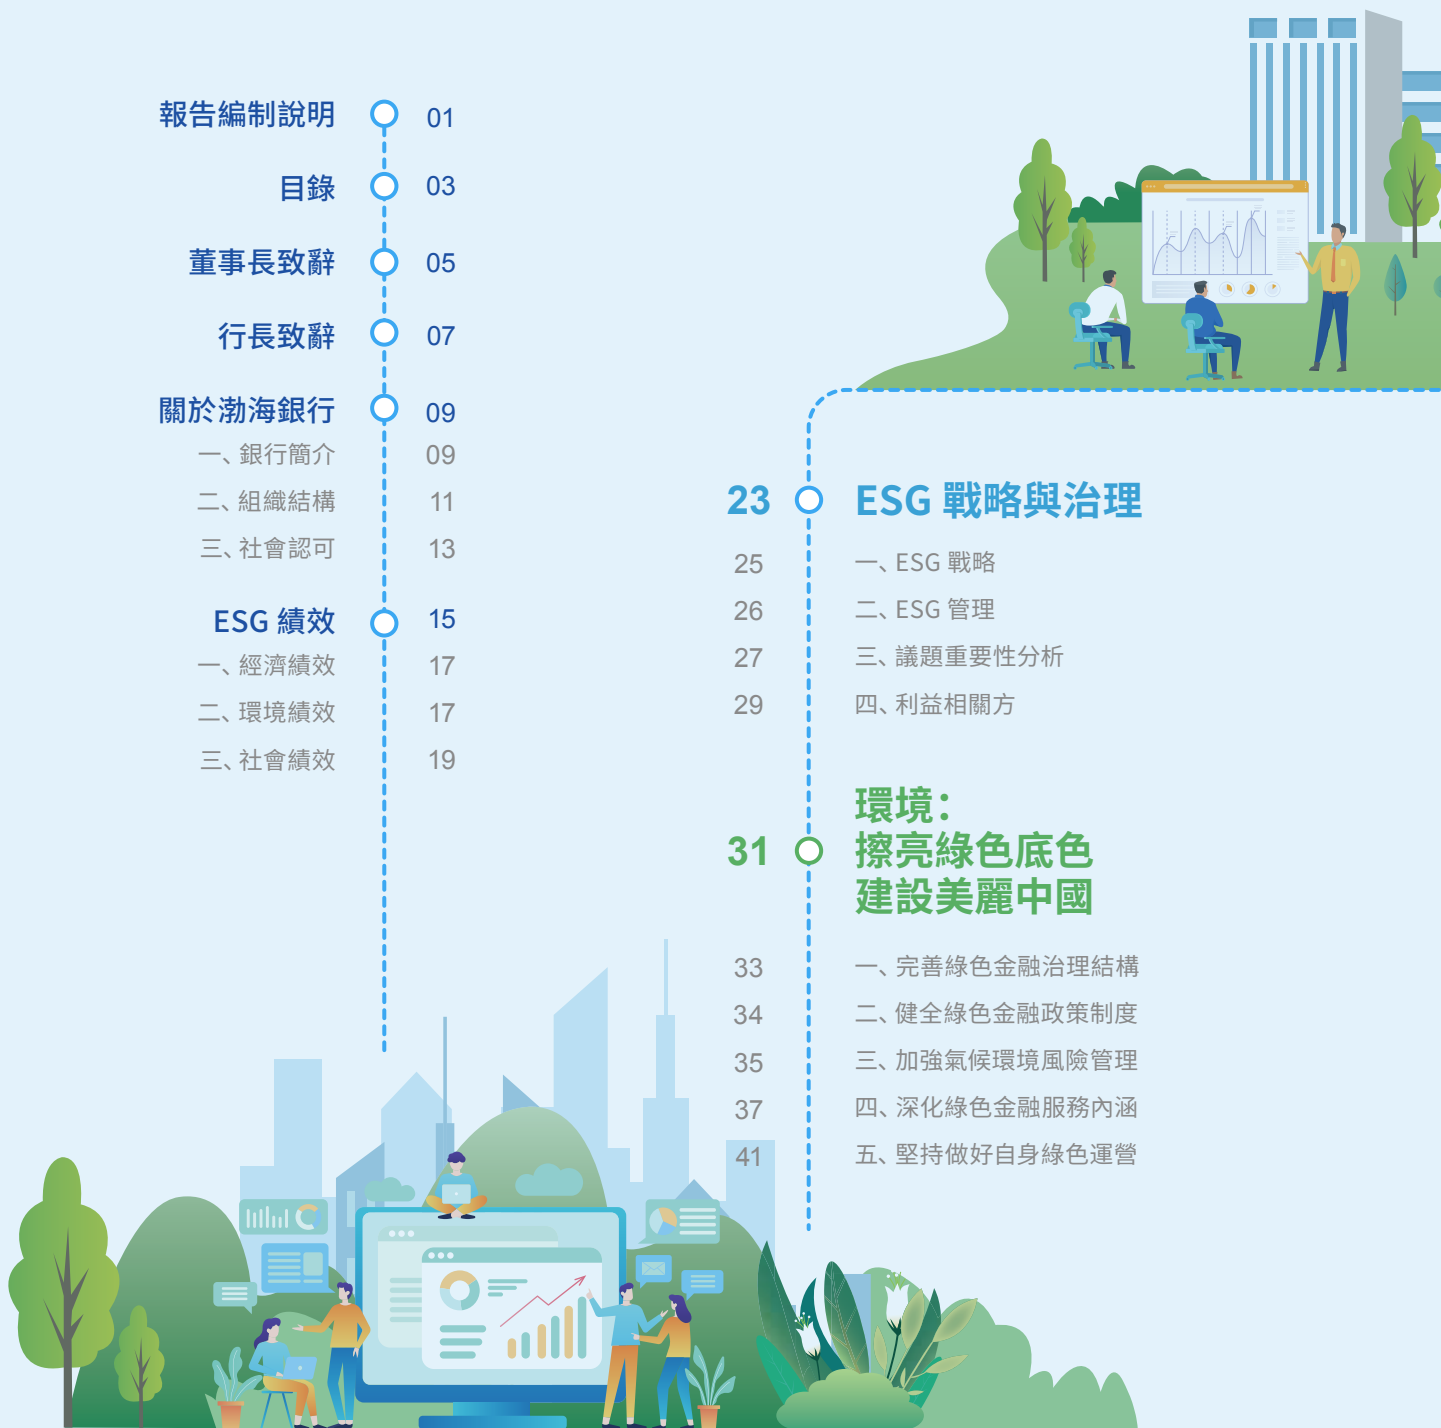 報告編制說明 01
目錄 03
董事長致辭 05
行長致辭 07
關於渤海銀行 09
一、銀行簡介 09
二、組織結構 11
三、社會認可 13
ESG 績效 15
一、經濟績效 17
二、環境績效 17
三、社會績效 19
23 ESG 戰略與治理
25 一、ESG 戰略
26 二、ESG 管理
27 三、議題重要性分析
29 四、利益相關方
環境：
31 擦亮綠色底色
建設美麗中國
33 一、完善綠色金融治理結構
34 二、健全綠色金融政策制度
35 三、加強氣候環境風險管理
37 四、深化綠色金融服務內涵
41 五、堅持做好自身綠色運營